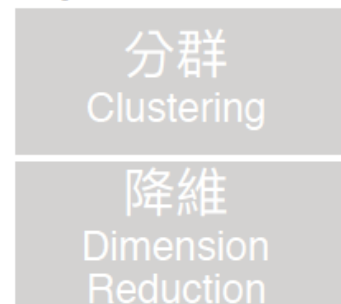 分群
Clustering
降維
Dimension
Reduction